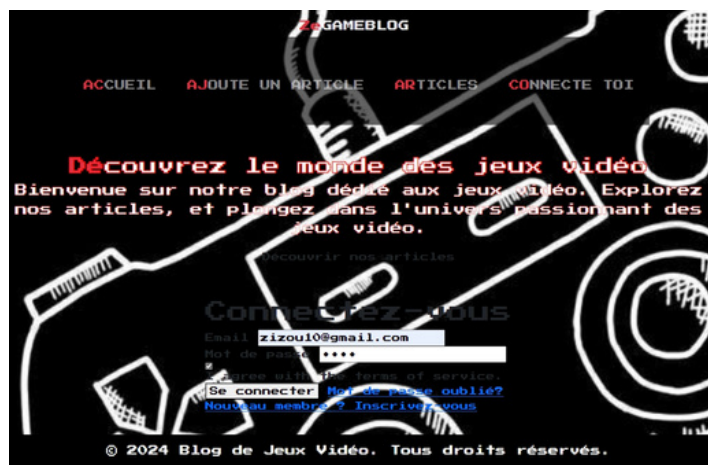 ZeGAMEBLOG
ACCUEIL AJOUTE UN ARTICLE ARTICLES CONNECTE TOI
Découvrez le monde des jeux vidéo
Bienvenue sur notre blog dédié aux jeux vidéo. Explorez
nos articles, et plongez dans l'univers passionnant des
jeux vidéo.
Découvrir nos articles
Connectez-vous
Email zizou10@gmail.com
Mot de passe ••••
I agree with the terms of service.
Se connecter Mot de passe oublié?
Nouveau membre ? Inscrivez-vous
© 2024 Blog de Jeux Vidéo. Tous droits réservés.